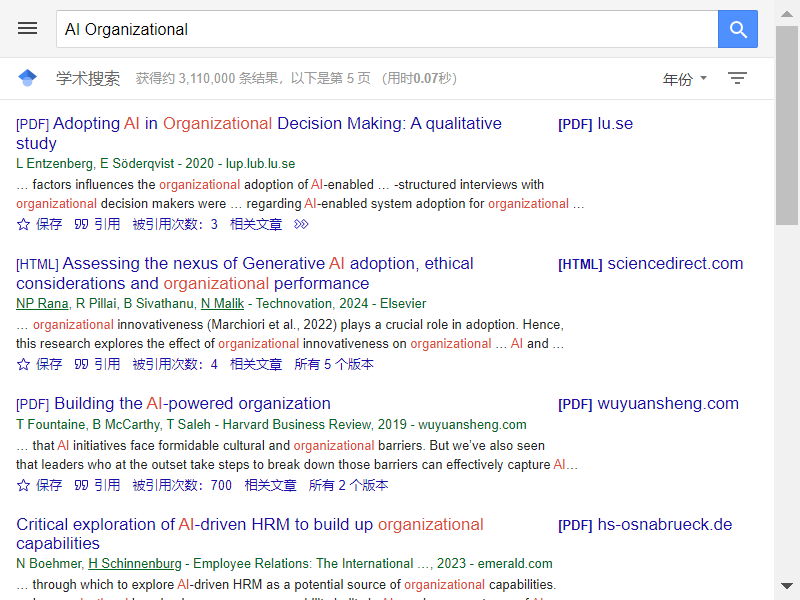 AI Organizational
学术搜索 获得约 3,110,000 条结果，以下是第 5 页 （用时0.07秒） 年份
[PDF] Adopting AI in Organizational Decision Making: A qualitative study
[PDF] lu.se
L Entzenberg, E Söderqvist - 2020 - lup.lub.lu.se
… factors influences the organizational adoption of AI-enabled … -structured interviews with
organizational decision makers were … regarding AI-enabled system adoption for organizational …
保存 引用 被引用次数：3 相关文章
[HTML] Assessing the nexus of Generative AI adoption, ethical considerations and organizational performance
[HTML] sciencedirect.com
NP Rana, R Pillai, B Sivathanu, N Malik - Technovation, 2024 - Elsevier
… organizational innovativeness (Marchiori et al., 2022) plays a crucial role in adoption. Hence,
this research explores the effect of organizational innovativeness on organizational … AI and …
保存 引用 被引用次数：4 相关文章 所有 5 个版本
[PDF] Building the AI-powered organization
[PDF] wuyuansheng.com
T Fountaine, B McCarthy, T Saleh - Harvard Business Review, 2019 - wuyuansheng.com
… that AI initiatives face formidable cultural and organizational barriers. But we've also seen
that leaders who at the outset take steps to break down those barriers can effectively capture AI…
保存 引用 被引用次数：700 相关文章 所有 2 个版本
Critical exploration of AI-driven HRM to build up organizational capabilities
[PDF] hs-osnabrueck.de
N Boehmer, H Schinnenburg - Employee Relations: The International …, 2023 - emerald.com
… through which to explore AI-driven HRM as a potential source of organizational capabilities.